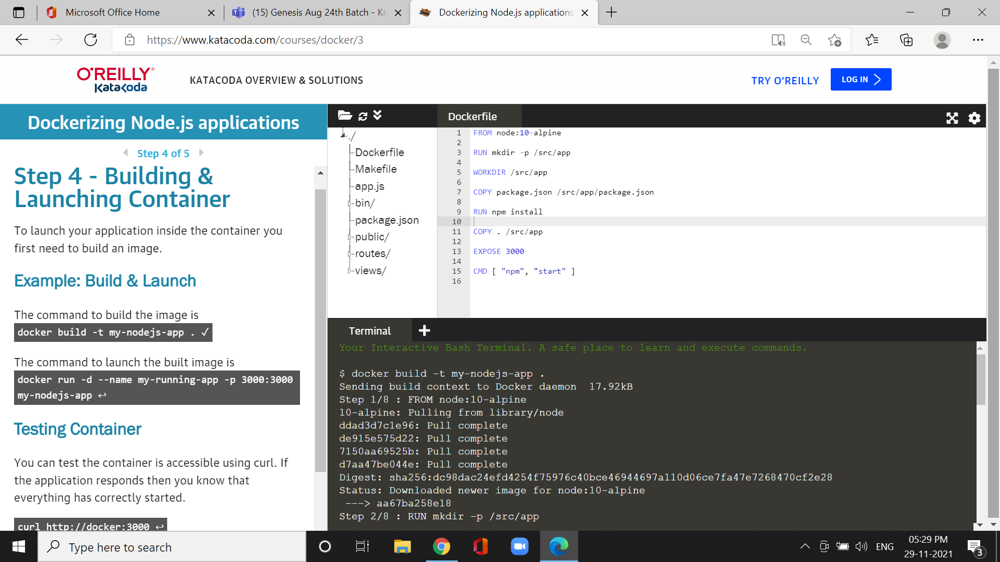 Microsoft Office Home
(15) Genesis Aug 24th Batch - Kn
Dockerizing Node.js applications
https://www.katacoda.com/courses/docker/3
O'REILLY®
Katacoda
KATACODA OVERVIEW & SOLUTIONS
TRY O'REILLY
LOG IN
Dockerizing Node.js applications
Step 4 of 5
Step 4 - Building &
Launching Container
To launch your application inside the container you
first need to build an image.
Example: Build & Launch
The command to build the image is
docker build -t my-nodejs-app . ✓
The command to launch the built image is
docker run -d --name my-running-app -p 3000:3000
my-nodejs-app ↩
Testing Container
You can test the container is accessible using curl. If
the application responds then you know that
everything has correctly started.
curl http://docker:3000 ↩
./
Dockerfile
Makefile
app.js
bin/
package.json
public/
routes/
views/
Dockerfile
1 FROM node:10-alpine
2
3 RUN mkdir -p /src/app
4
5 WORKDIR /src/app
6
7 COPY package.json /src/app/package.json
8
9 RUN npm install
10
11 COPY . /src/app
12
13 EXPOSE 3000
14
15 CMD [ "npm", "start" ]
16
Terminal
Your Interactive Bash Terminal. A safe place to learn and execute commands.
$ docker build -t my-nodejs-app .
Sending build context to Docker daemon  17.92kB
Step 1/8 : FROM node:10-alpine
10-alpine: Pulling from library/node
ddad3d7c1e96: Pull complete
de915e575d22: Pull complete
7150aa69525b: Pull complete
d7aa47be044e: Pull complete
Digest: sha256:dc98dac24efd4254f75976c40bce46944697a110d06ce7fa47e7268470cf2e28
Status: Downloaded newer image for node:10-alpine
---> aa67ba258e18
Step 2/8 : RUN mkdir -p /src/app
Type here to search
ENG
05:29 PM
29-11-2021
3